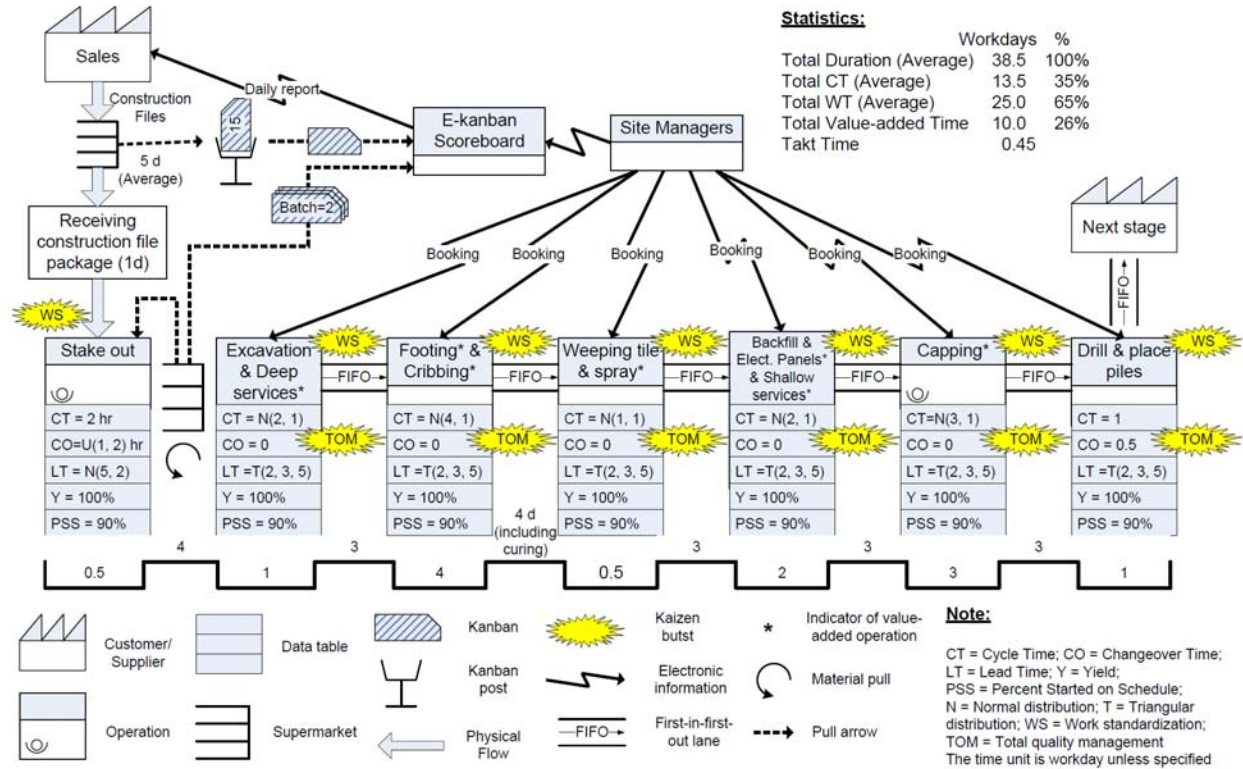 Sales
Construction
Files
5 d
(Average)
Receiving
construction file
package (1d)
Daily report
15
E-kanban
Scoreboard
Batch=2
Site Managers
Statistics:
Workdays %
Total Duration (Average) 38.5 100%
Total CT (Average) 13.5 35%
Total WT (Average) 25.0 65%
Total Value-added Time 10.0 26%
Takt Time 0.45
Booking
Booking
Booking
Booking
Booking
Booking
Next stage
FIFO
WS
Stake out
CT = 2 hr
CO=U(1, 2) hr
LT = N(5, 2)
Y = 100%
PSS = 90%
Excavation
& Deep
services*
CT = N(2, 1)
CO = 0
LT =T(2, 3, 5)
Y = 100%
PSS = 90%
WS
FIFO
TOM
Footing* &
Cribbing*
CT = N(4, 1)
CO = 0
LT =T(2, 3, 5)
Y = 100%
PSS = 90%
WS
FIFO
TOM
Weeping tile
& spray*
CT = N(1, 1)
CO = 0
LT =T(2, 3, 5)
Y = 100%
PSS = 90%
WS
FIFO
TOM
Backfill &
Elect. Panels*
& Shallow
services*
CT = N(2, 1)
CO = 0
LT =T(2, 3, 5)
Y = 100%
PSS = 90%
WS
FIFO
TOM
Capping*
CT=N(3, 1)
CO = 0
LT =T(2, 3, 5)
Y = 100%
PSS = 90%
WS
FIFO
TOM
Drill & place
piles
CT = 1
CO = 0.5
LT =T(2, 3, 5)
Y = 100%
PSS = 90%
WS
TOM
4 d
(including
curing)
4 3 3 3 3
0.5 1 4 0.5 2 3 1
Customer/
Supplier
Data table
Kanban
Kaizen
butst
*
Indicator of value-
added operation
Kanban
post
Electronic
information
Material pull
Operation
Supermarket
Physical
Flow
FIFO
First-in-first-
out lane
Pull arrow
Note:
CT = Cycle Time; CO = Changeover Time;
LT = Lead Time; Y = Yield;
PSS = Percent Started on Schedule;
N = Normal distribution; T = Triangular
distribution; WS = Work standardization;
TOM = Total quality management
The time unit is workday unless specified